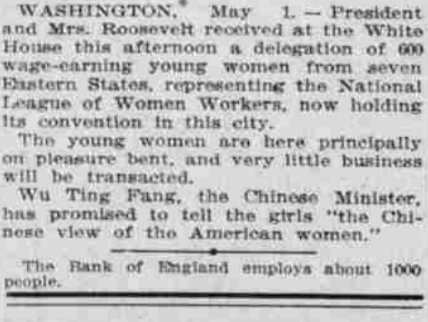 WASHINGTON, May 1. — President
and Mrs. Roosevelt received at the White
House this afternoon a delegation of 600
wage-earning young women from seven
Eastern States, representing the National
League of Women Workers, now holding
its convention in this city.
The young women are here principally
on pleasure bent, and very little business
will be transacted.
Wu Ting Fang, the Chinese Minister,
has promised to tell the girls "the Chi-
nese view of the American women."
The Bank of England employs about 1000
people.